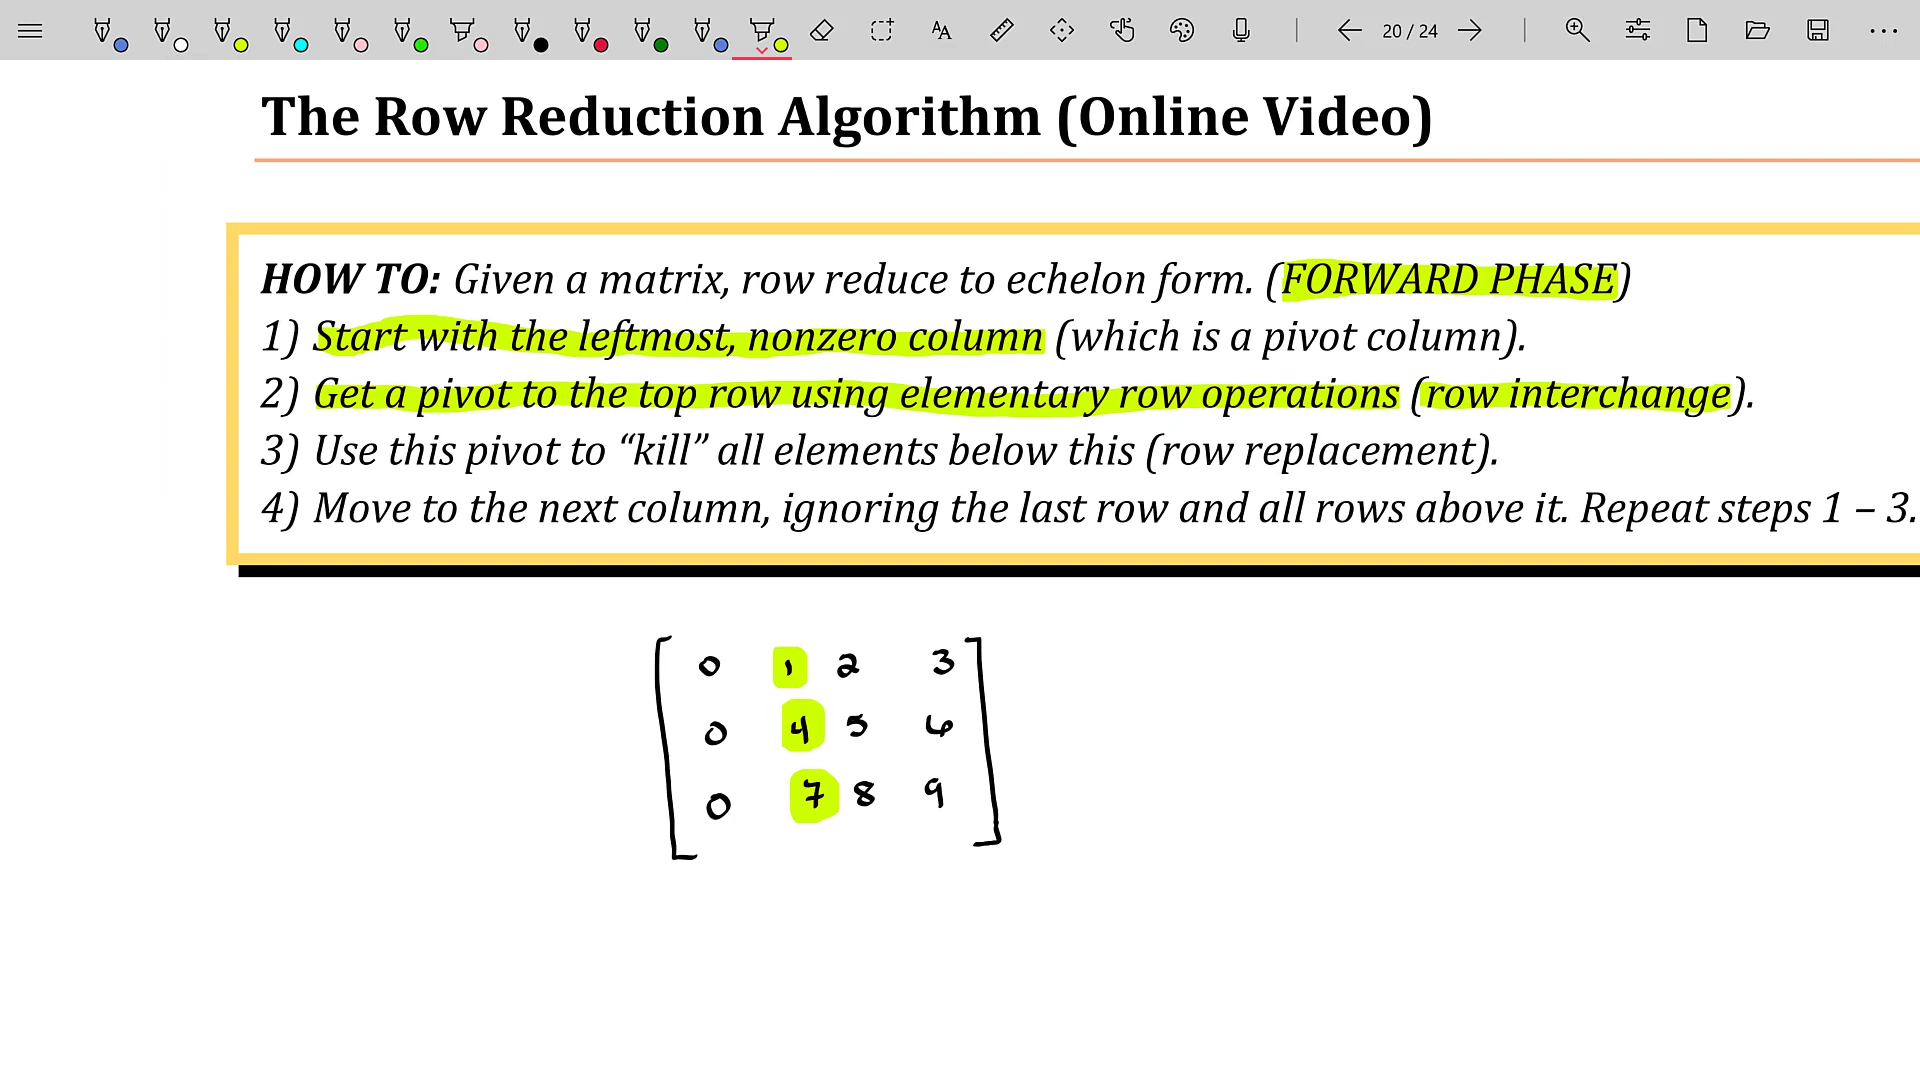 20 / 24
The Row Reduction Algorithm (Online Video)
HOW TO: Given a matrix, row reduce to echelon form. (FORWARD PHASE)
1) Start with the leftmost, nonzero column (which is a pivot column).
2) Get a pivot to the top row using elementary row operations (row interchange).
3) Use this pivot to “kill” all elements below this (row replacement).
4) Move to the next column, ignoring the last row and all rows above it. Repeat steps 1 – 3.
0 1 2 3
0 4 5 6
0 7 8 9